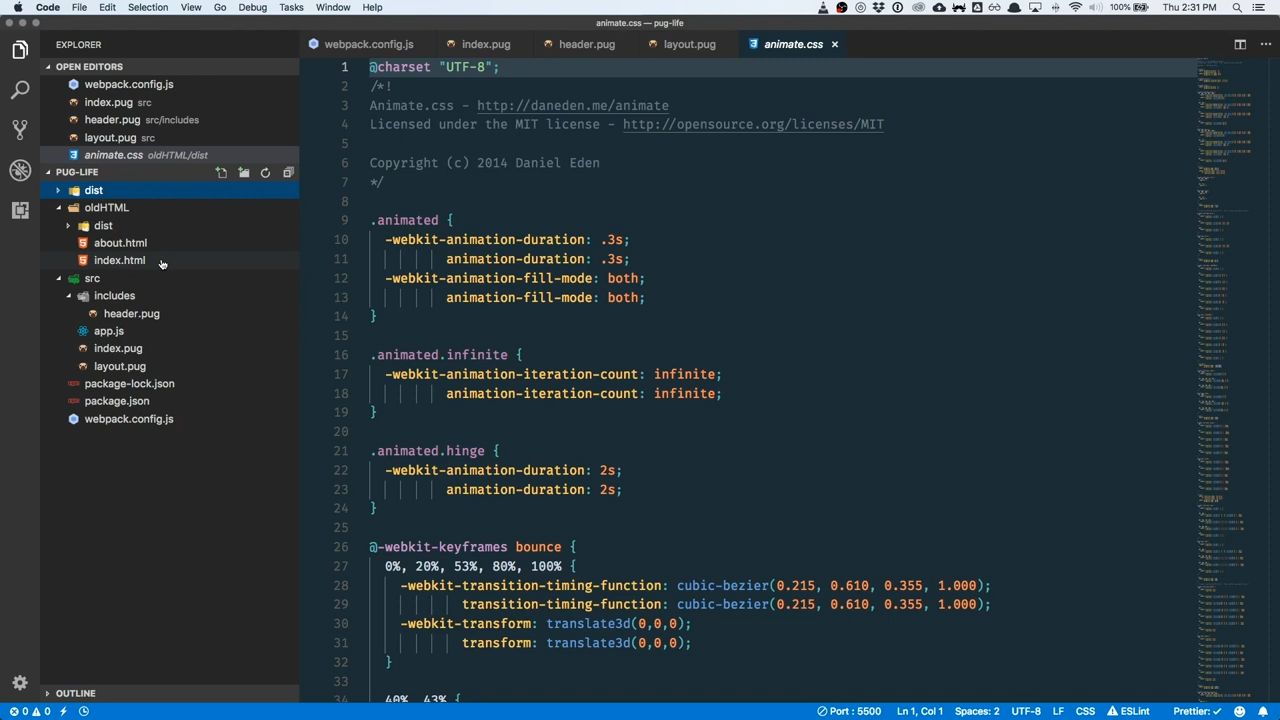 Code File Edit Selection View Go Debug Tasks Window Help 100% Thu 2:31 PM
animate.css — pug-life
EXPLORER
OPEN EDITORS
webpack.config.js
index.pug src
header.pug src/includes
layout.pug src
animate.css oldHTML/dist
PUG-LIFE
dist
oldHTML
dist
about.html
index.html
src
includes
header.pug
app.js
index.pug
layout.pug
package-lock.json
package.json
webpack.config.js
OUTLINE
webpack.config.js index.pug header.pug layout.pug animate.css
1 @charset "UTF-8";
2 /*!
3 Animate.css - http://daneden.me/animate
4 Licensed under the MIT license - http://opensource.org/licenses/MIT
5
6 Copyright (c) 2014 Daniel Eden
7 */
8
9 .animated {
10 -webkit-animation-duration: .3s;
11 animation-duration: .3s;
12 -webkit-animation-fill-mode: both;
13 animation-fill-mode: both;
14 }
15
16 .animated.infinite {
17 -webkit-animation-iteration-count: infinite;
18 animation-iteration-count: infinite;
19 }
20
21 .animated.hinge {
22 -webkit-animation-duration: 2s;
23 animation-duration: 2s;
24 }
25
26 @-webkit-keyframes bounce {
27 0%, 20%, 53%, 80%, 100% {
28 -webkit-transition-timing-function: cubic-bezier(0.215, 0.610, 0.355, 1.000);
29 transition-timing-function: cubic-bezier(0.215, 0.610, 0.355, 1.000);
30 -webkit-transform: translate3d(0,0,0);
31 transform: translate3d(0,0,0);
32 }
33
34 40%, 43% {
0 0 Port : 5500 Ln 1, Col 1 Spaces: 2 UTF-8 LF CSS ESLint Prettier: ✓